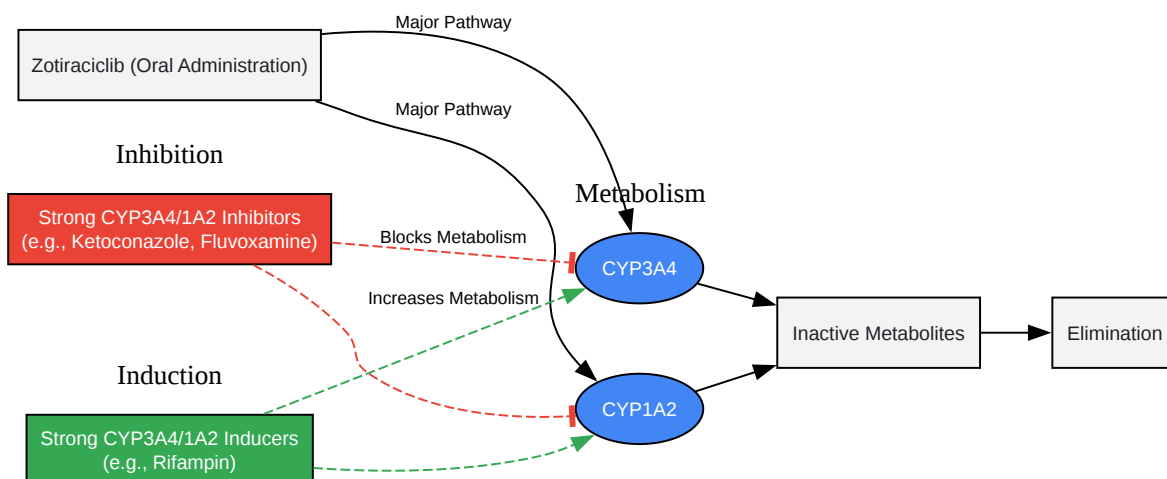 Major Pathway
Zotiraciclib (Oral Administration)
Major Pathway
Inhibition
Metabolism
Strong CYP3A4/1A2 Inhibitors
(e.g., Ketoconazole, Fluvoxamine)
Blocks Metabolism
CYP3A4
Increases Metabolism
Inactive Metabolites
Elimination
Induction
CYP1A2
Strong CYP3A4/1A2 Inducers
(e.g., Rifampin)